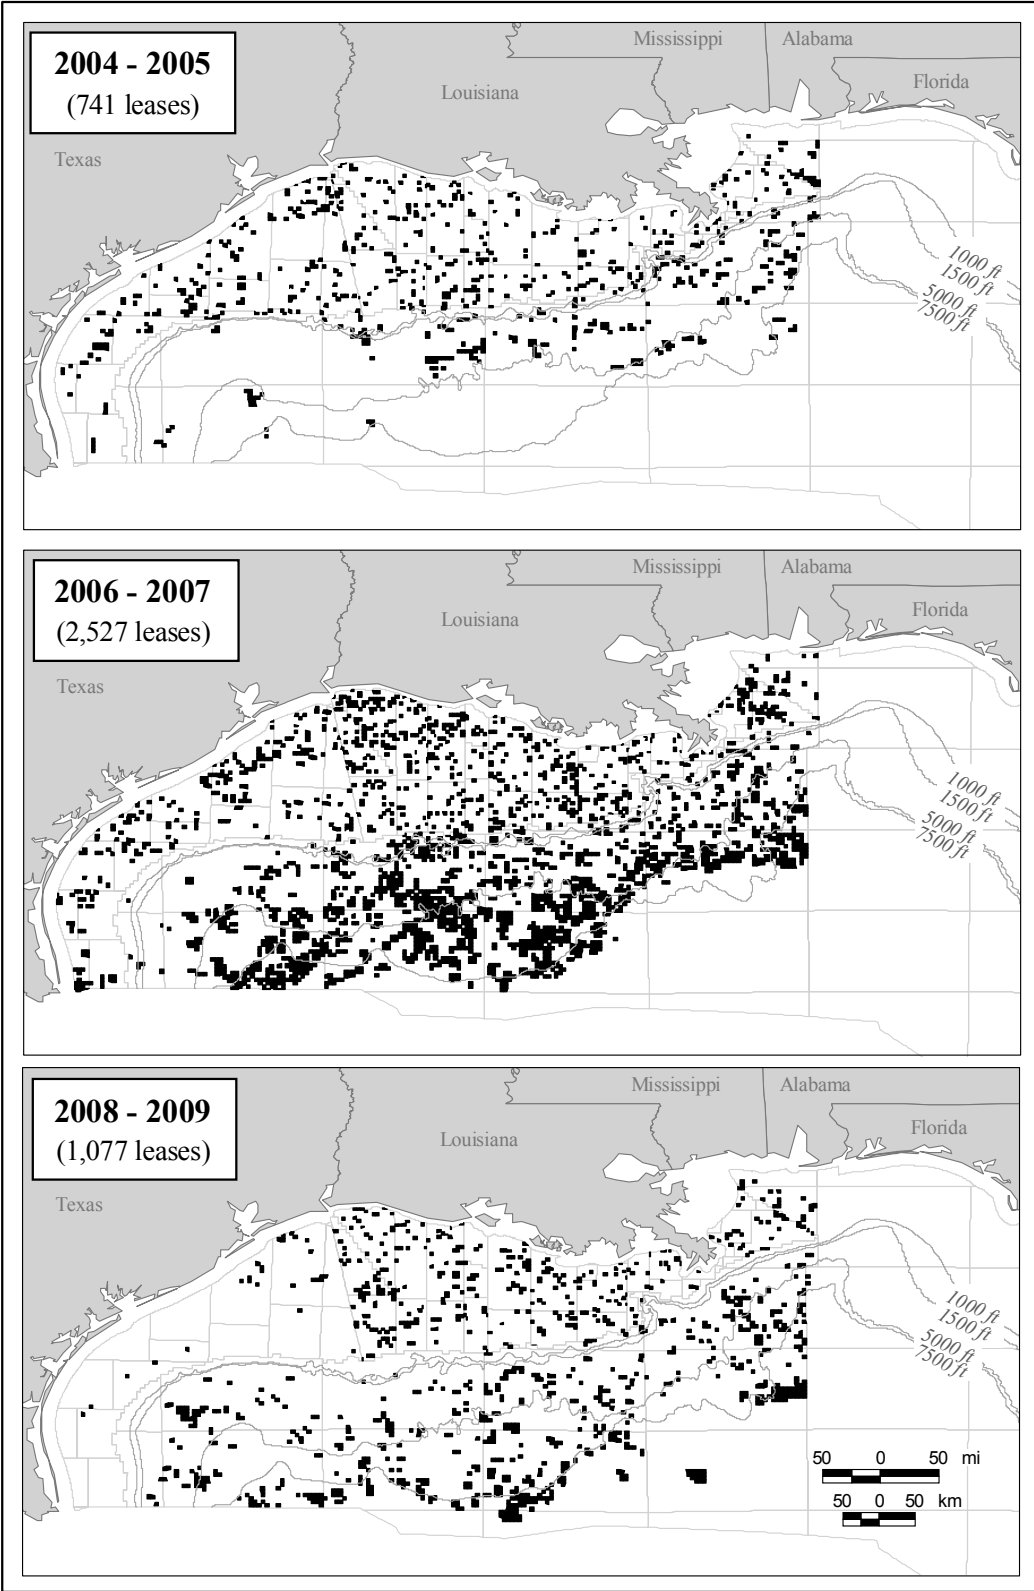 2004 - 2005
(741 leases)
Mississippi
Alabama
Louisiana
Florida
Texas
1000 ft
1500 ft
5000 ft
7500 ft
2006 - 2007
(2,527 leases)
Mississippi
Alabama
Louisiana
Florida
Texas
1000 ft
1500 ft
5000 ft
7500 ft
2008 - 2009
(1,077 leases)
Mississippi
Alabama
Louisiana
Florida
Texas
1000 ft
1500 ft
5000 ft
7500 ft
50 0 50 mi
50 0 50 km